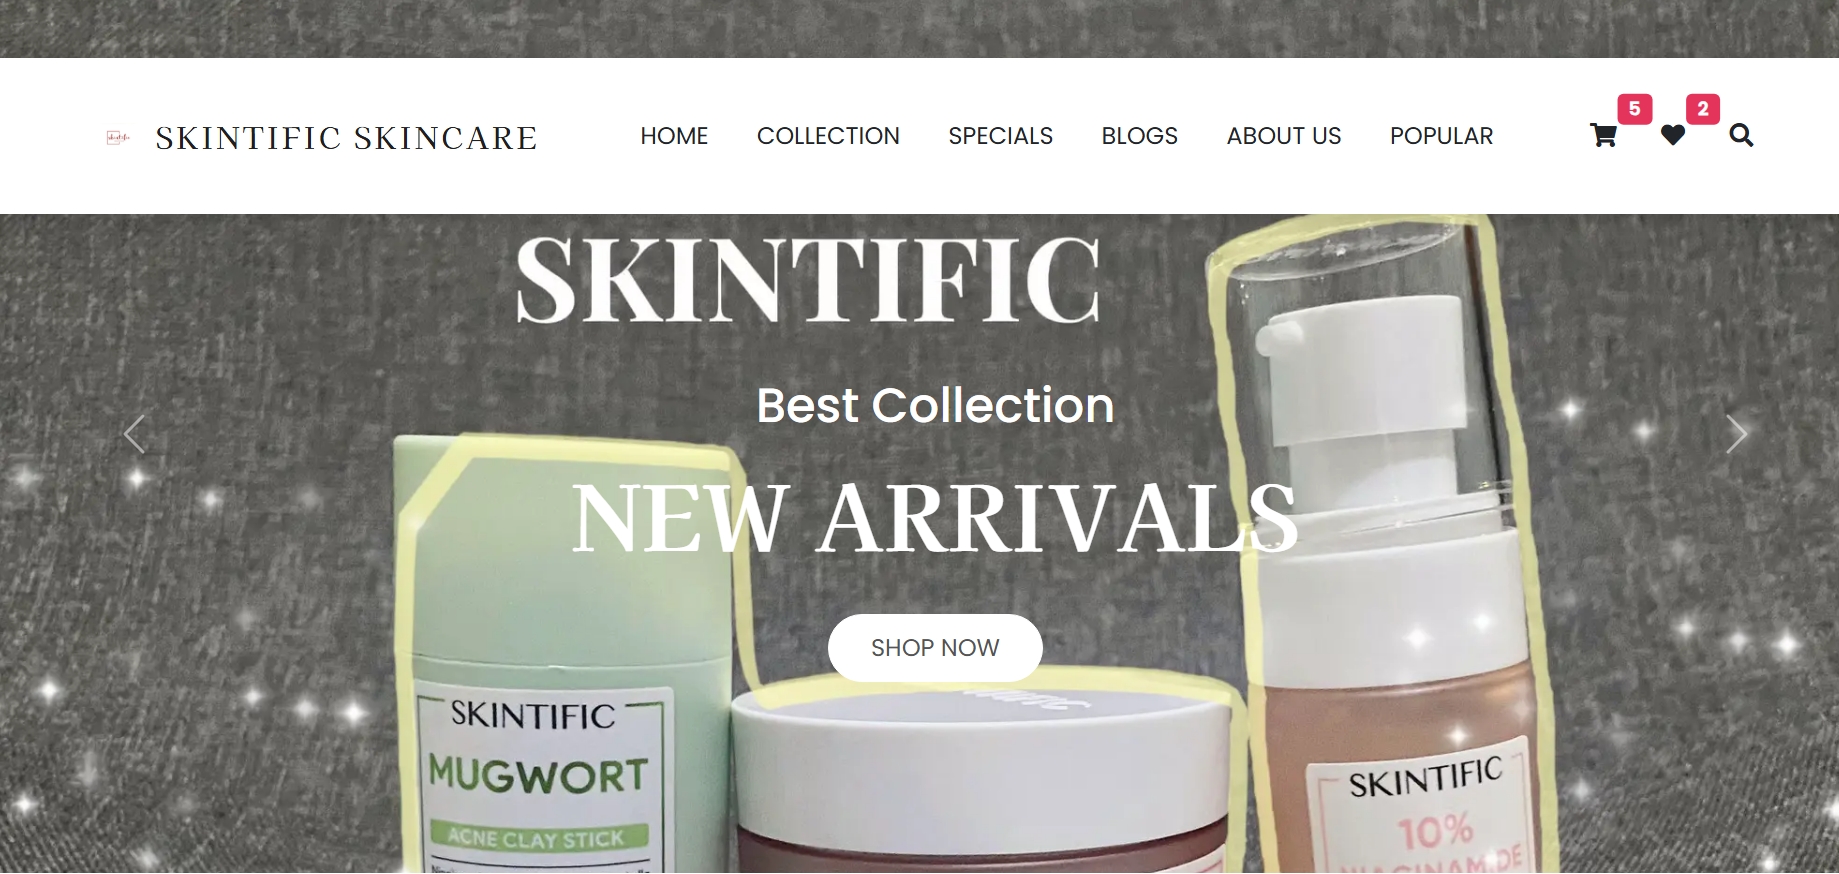 SKINTIFIC SKINCARE
HOME
COLLECTION
SPECIALS
BLOGS
ABOUT US
POPULAR
5
2
SKINTIFIC
Best Collection
NEW ARRIVALS
SHOP NOW
SKINTIFIC
MUGWORT
ACNE CLAY STICK
SKINTIFIC
10%
NIACINAMIDE